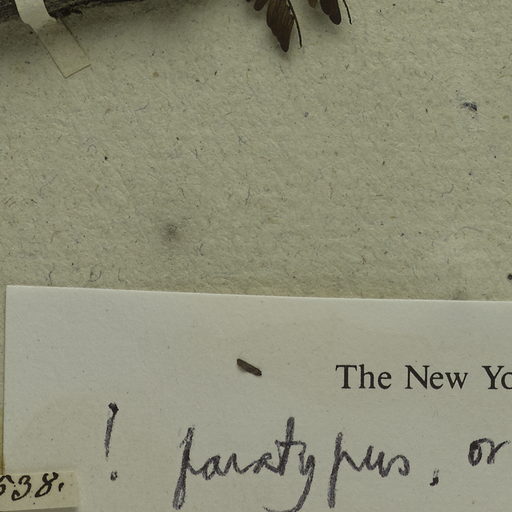 The New Yo
! paratypus, or
538.